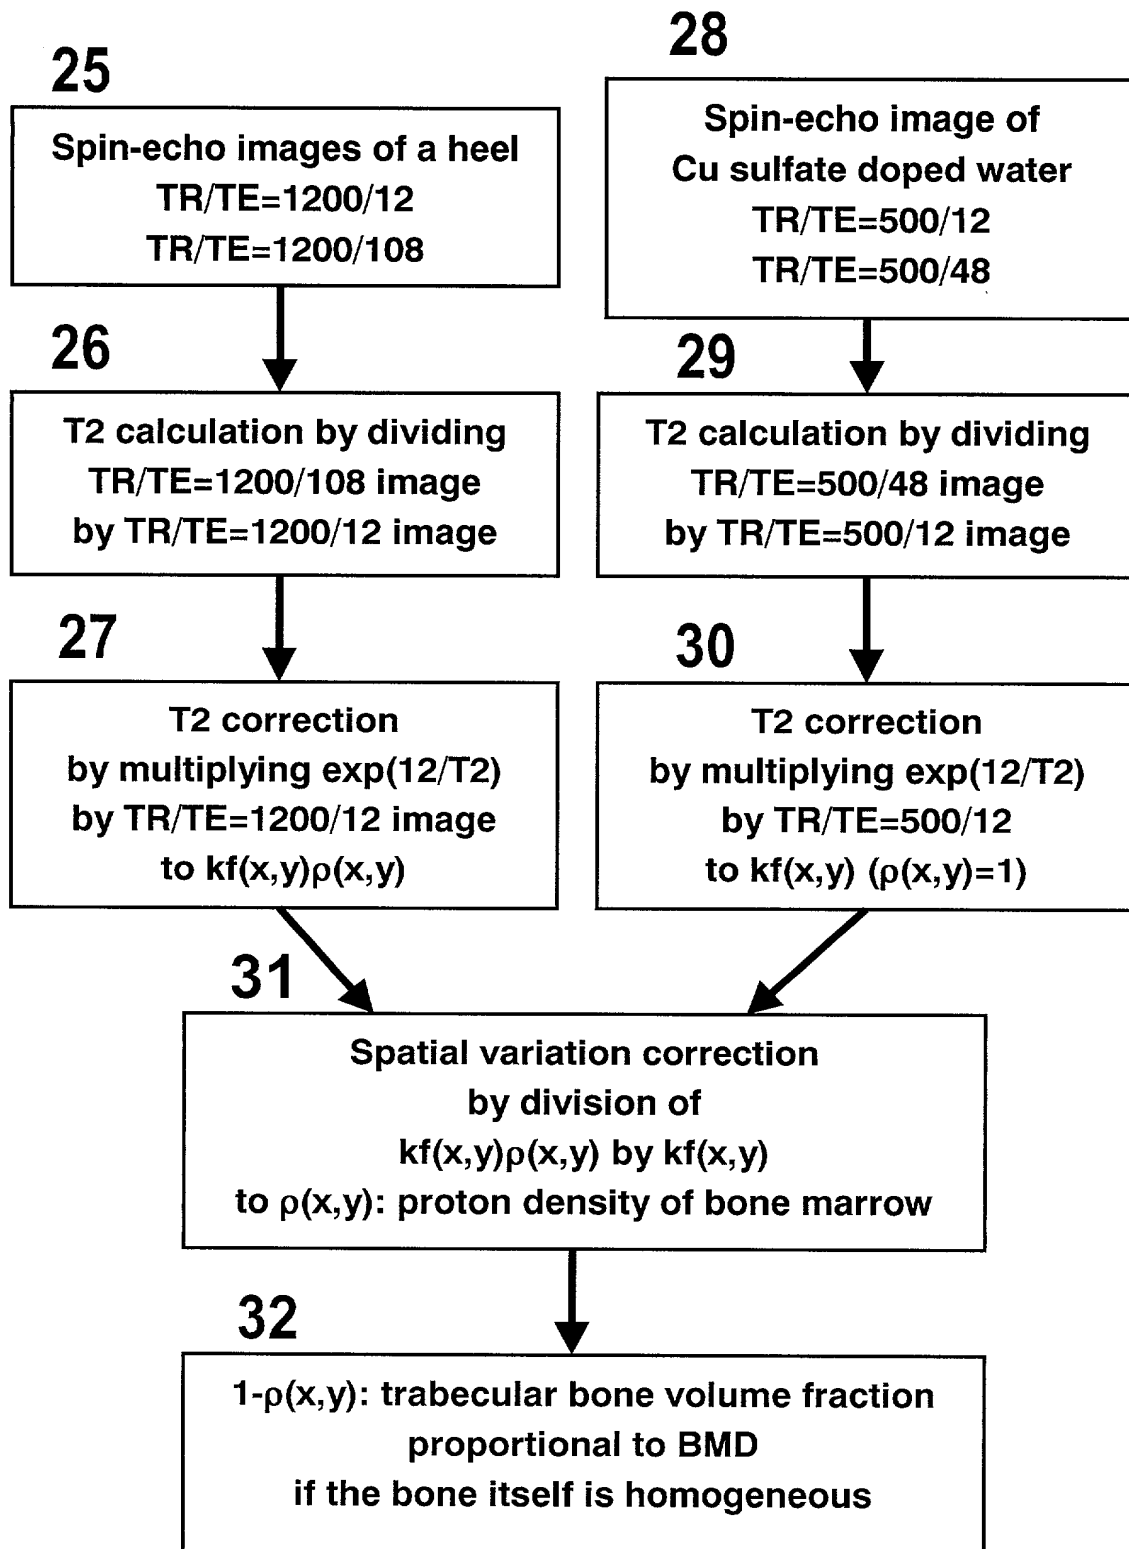 25
Spin-echo images of a heel
TR/TE=1200/12
TR/TE=1200/108
26
T2 calculation by dividing
TR/TE=1200/108 image
by TR/TE=1200/12 image
27
T2 correction
by multiplying exp(12/T2)
by TR/TE=1200/12 image
to kf(x,y)ρ(x,y)
28
Spin-echo image of
Cu sulfate doped water
TR/TE=500/12
TR/TE=500/48
29
T2 calculation by dividing
TR/TE=500/48 image
by TR/TE=500/12 image
30
T2 correction
by multiplying exp(12/T2)
by TR/TE=500/12
to kf(x,y) (ρ(x,y)=1)
31
Spatial variation correction
by division of
kf(x,y)ρ(x,y) by kf(x,y)
to ρ(x,y): proton density of bone marrow
32
1-ρ(x,y): trabecular bone volume fraction
proportional to BMD
if the bone itself is homogeneous